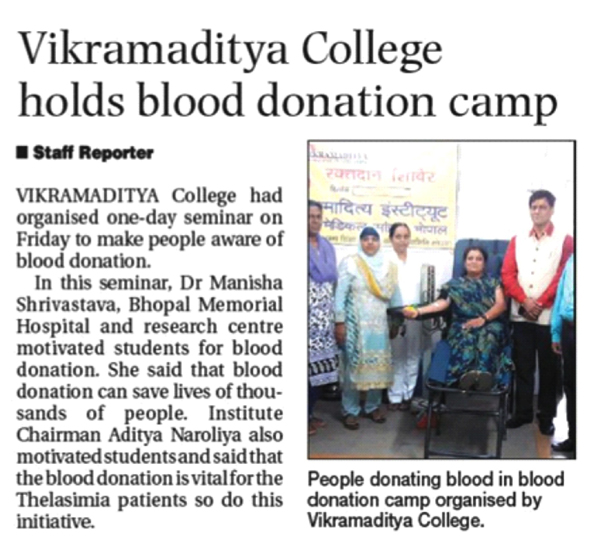 Vikramaditya College
holds blood donation camp
■ Staff Reporter
VIKRAMADITYA College had
organised one-day seminar on
Friday to make people aware of
blood donation.
In this seminar, Dr Manisha
Shrivastava, Bhopal Memorial
Hospital and research centre
motivated students for blood
donation. She said that blood
donation can save lives of thou-
sands of people. Institute
Chairman Aditya Naroliya also
motivated students and said that
the blood donation is vital for the
Thelasimia patients so do this
initiative.
रक्तदान शिविर
मादित्य इंस्टीट्यूट
People donating blood in blood
donation camp organised by
Vikramaditya College.